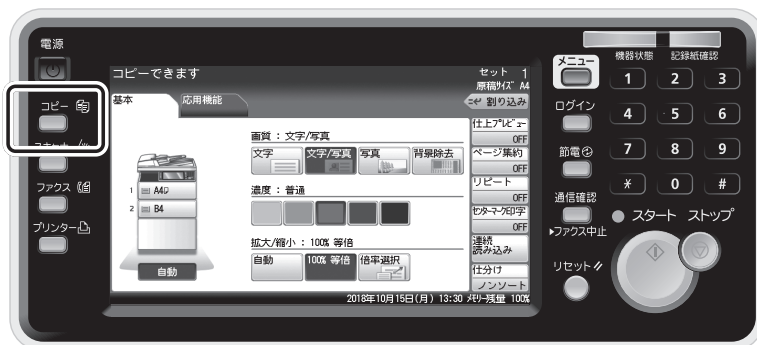 電源
コピー
ファクス
プリンター
コピーできます
セット 1
原稿ｻｲｽﾞ A4
基本
応用機能
割り込み
画質：文字/写真
文字
文字/写真
写真
背景除去
濃度：普通
拡大/縮小：100% 等倍
自動
100% 等倍
倍率選択
1 A4
2 B4
自動
仕上ﾌﾟﾚﾋﾞｭｰ
OFF
ページ集約
OFF
リピート
OFF
ｾﾝﾀｰﾏｰｸ印字
OFF
連続
読み込み
仕分け
ノンソート
2018年10月15日(月) 13:30 ﾒﾓﾘｰ残量 100%
メニュー
ログイン
節電
通信確認
▶ファクス中止
リセット
機器状態
記録紙確認
1 2 3
4 5 6
7 8 9
* 0 #
スタート
ストップ